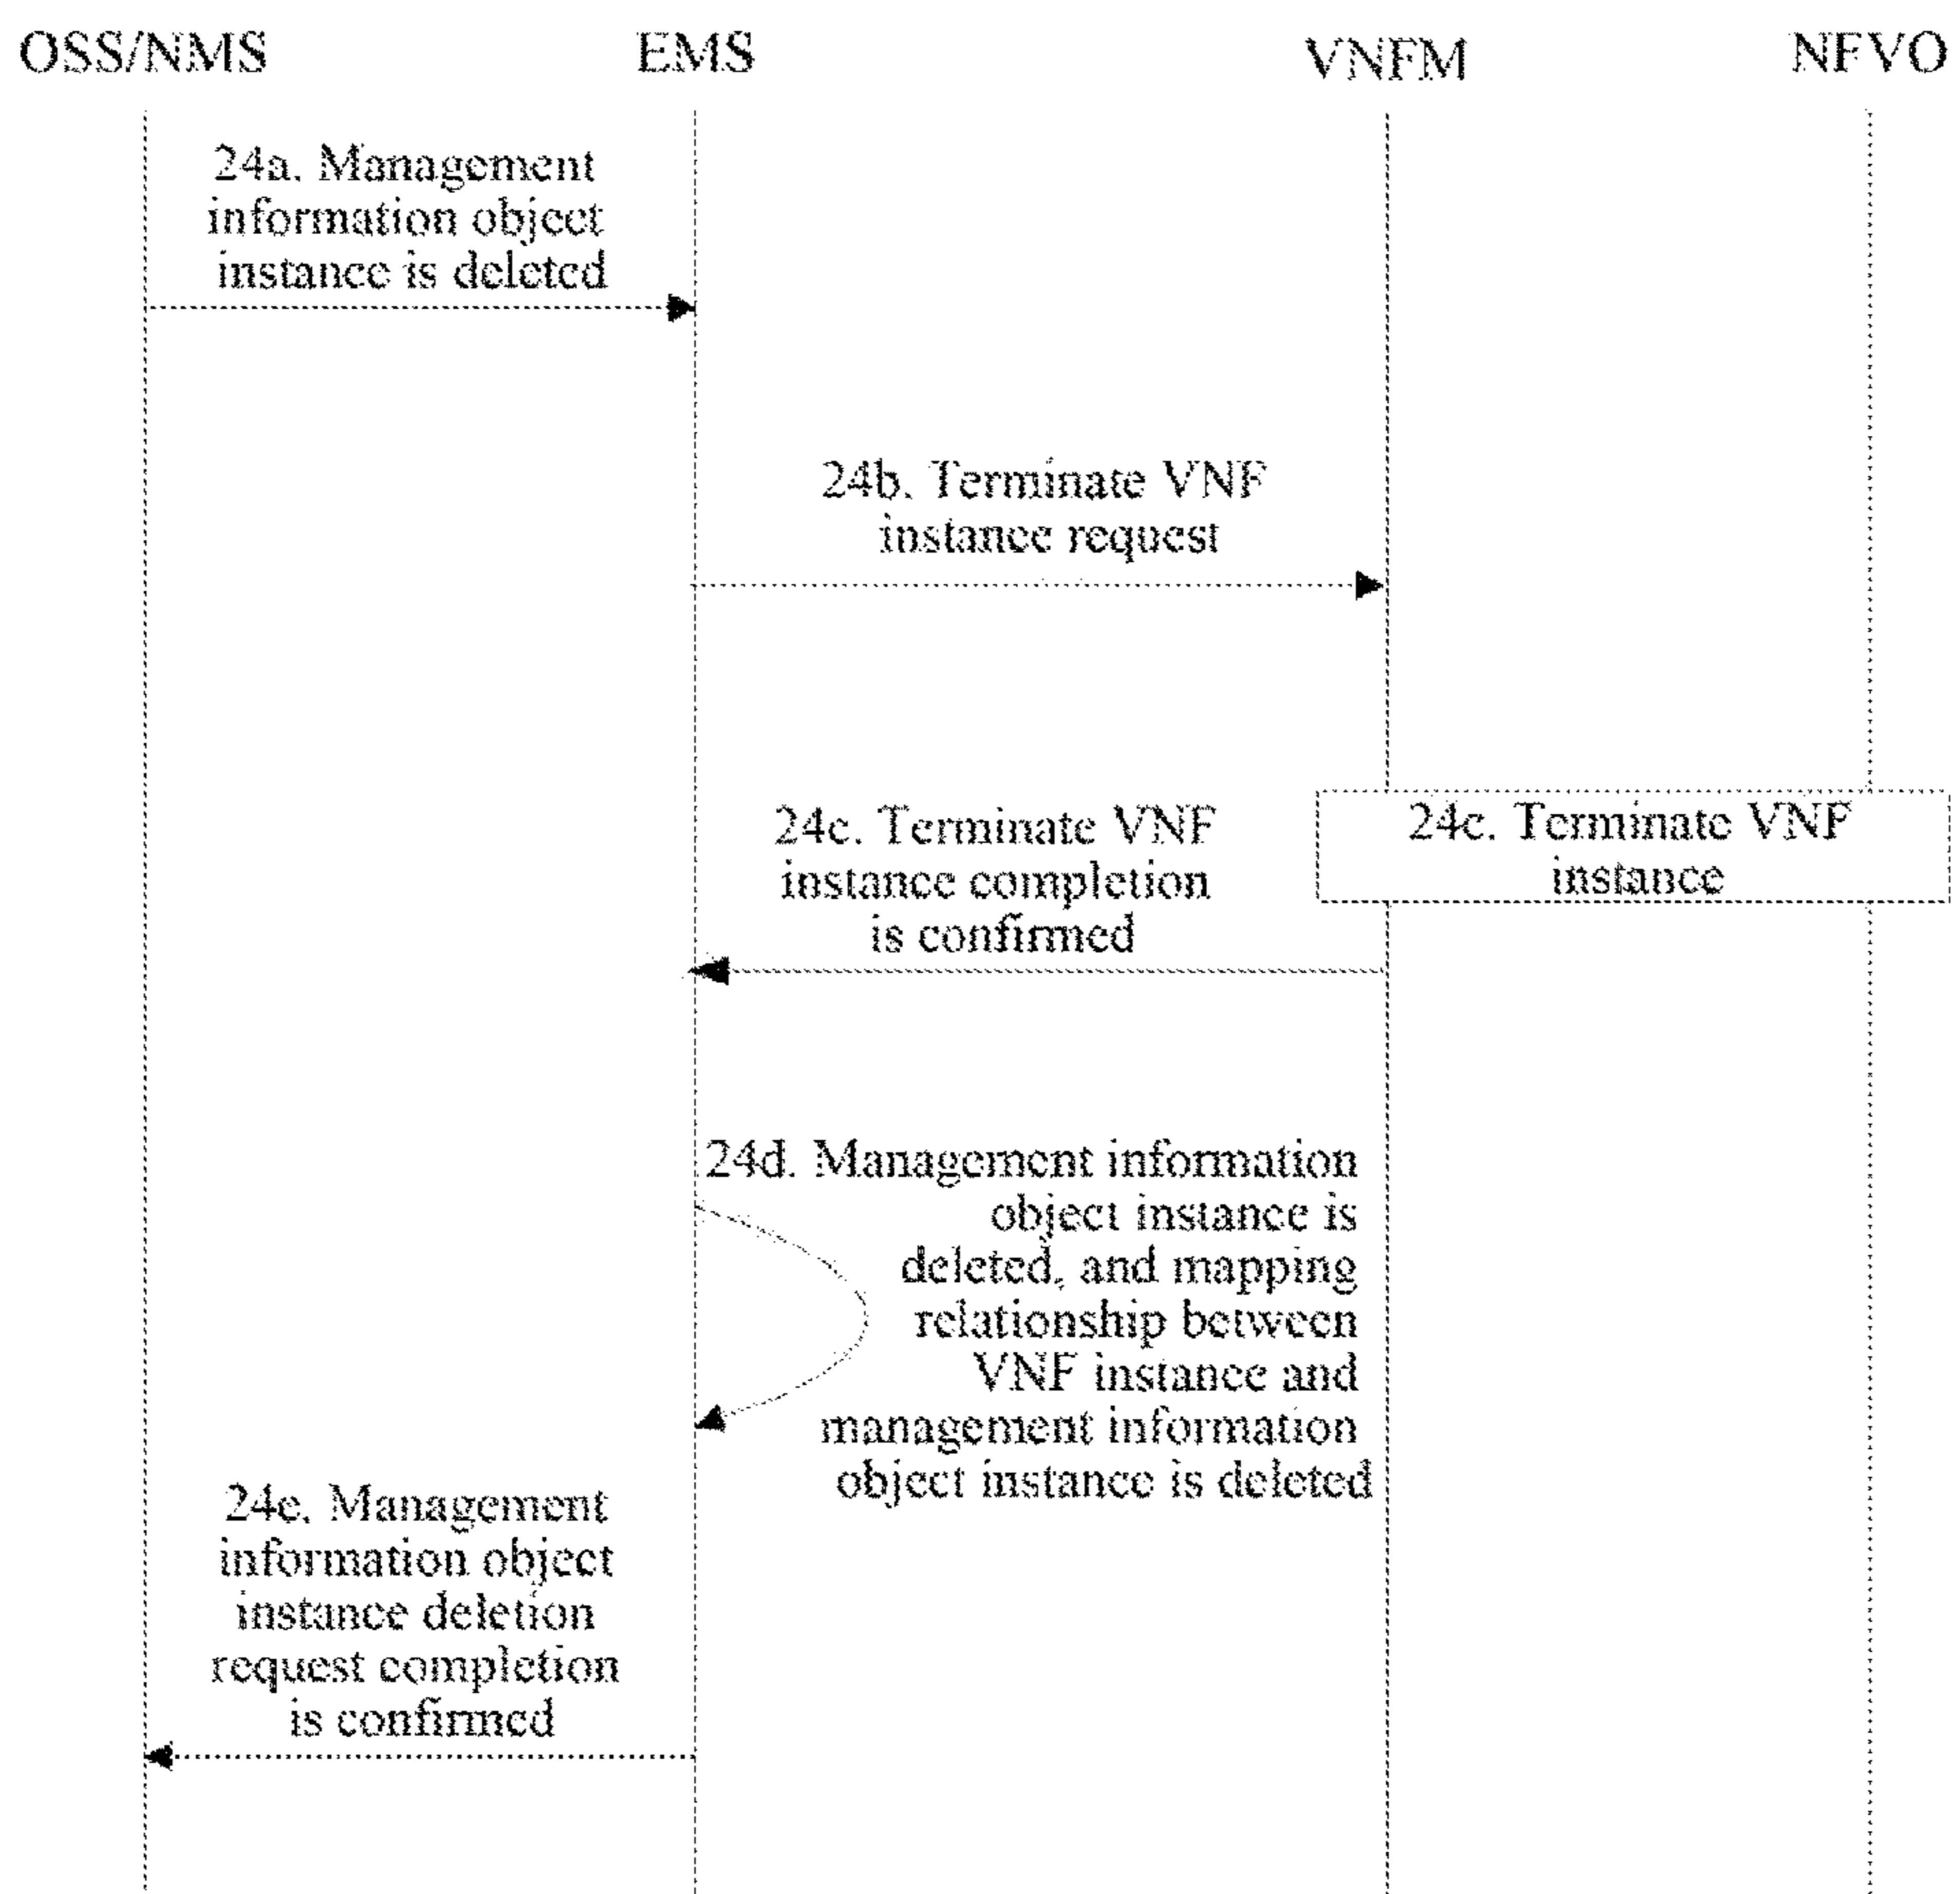 OSS/NMS
EMS
VNFM
NFVO
24a. Management
information object
instance is deleted
24b. Terminate VNF
instance request
24c. Terminate VNF
instance completion
is confirmed
24c. Terminate VNF
instance
24d. Management information
object instance is
deleted, and mapping
relationship between
VNF instance and
management information
object instance is deleted
24e. Management
information object
instance deletion
request completion
is confirmed